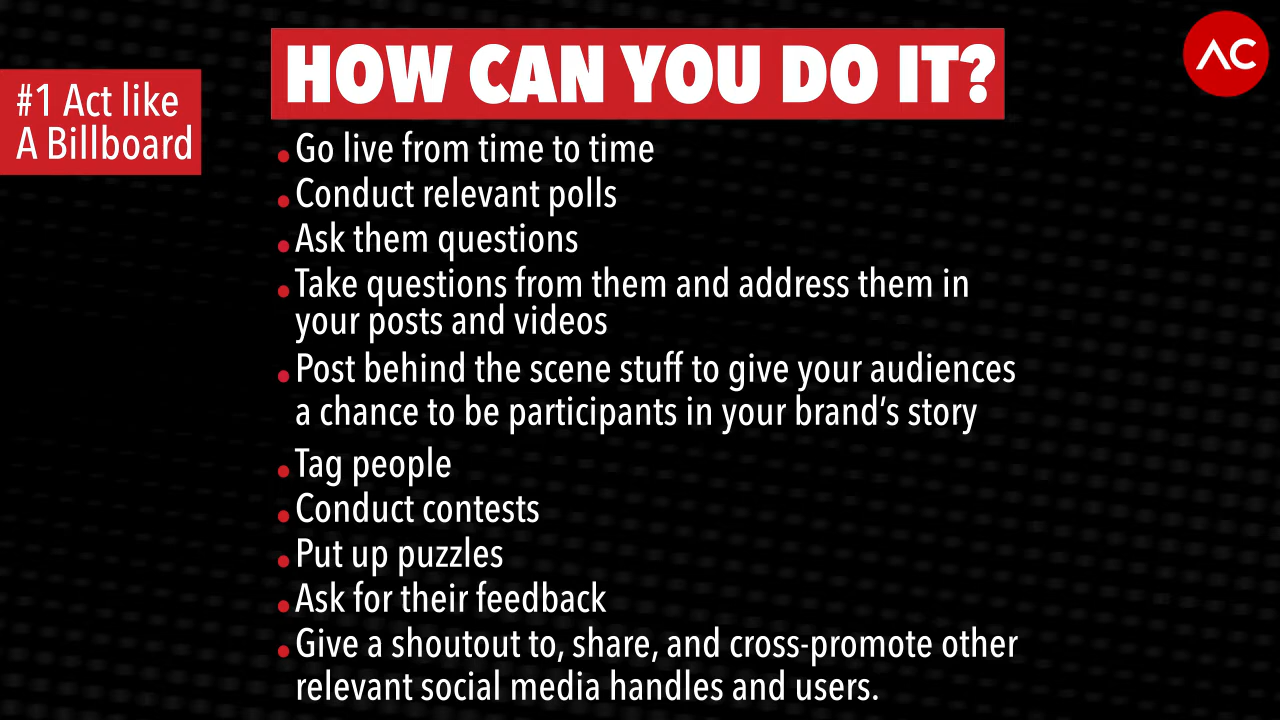 HOW CAN YOU DO IT?
AC
#1 Act like
A Billboard
Go live from time to time
Conduct relevant polls
Ask them questions
Take questions from them and address them in
your posts and videos
Post behind the scene stuff to give your audiences
a chance to be participants in your brand's story
Tag people
Conduct contests
Put up puzzles
Ask for their feedback
Give a shoutout to, share, and cross-promote other
relevant social media handles and users.